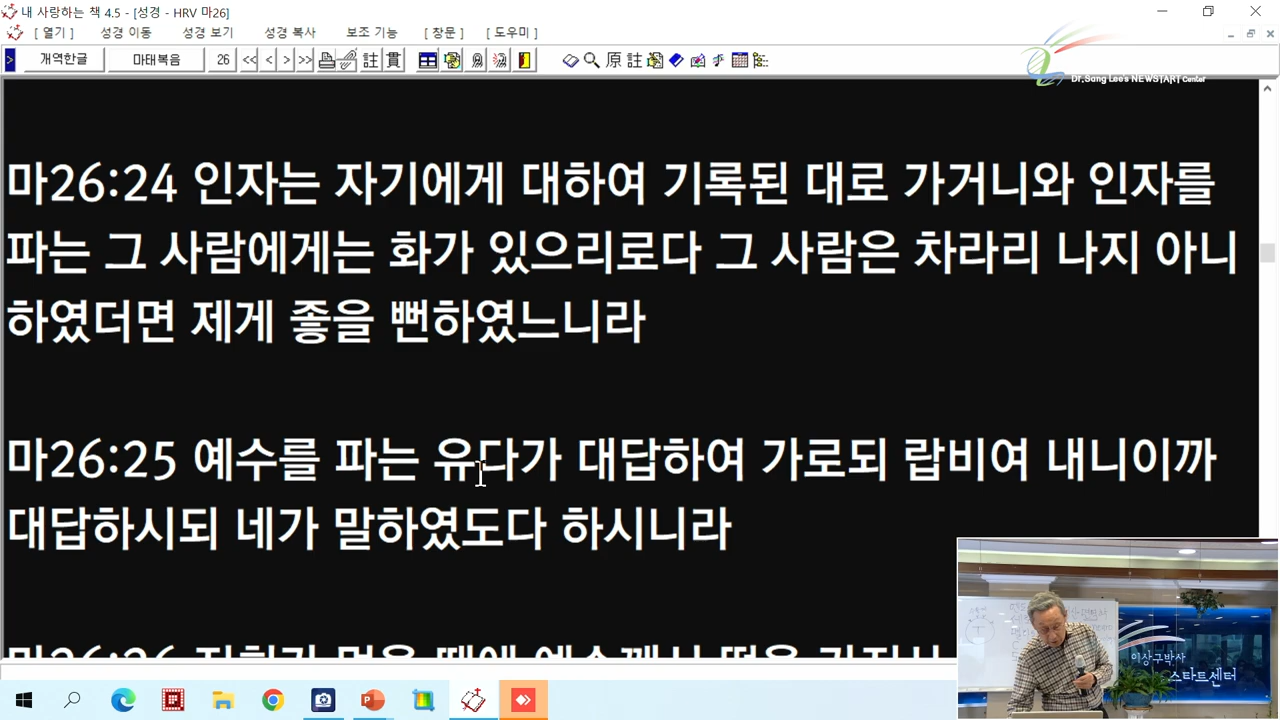 내 사랑하는 책 4.5 - [성경 - HRV 마26]
[ 열기 ] 성경 이동 성경 보기 성경 복사 보조 기능 [ 창문 ] [ 도우미 ]
개역한글 마태복음 26 << < > >> 註 貫 原 註
Dr.Sang Lee's NEWSTART Center
마26:24 인자는 자기에게 대하여 기록된 대로 가거니와 인자를
파는 그 사람에게는 화가 있으리로다 그 사람은 차라리 나지 아니
하였더면 제게 좋을 뻔하였느니라
마26:25 예수를 파는 유다가 대답하여 가로되 랍비여 내니이까
대답하시되 네가 말하였도다 하시니라
이상구박사
스타트센터